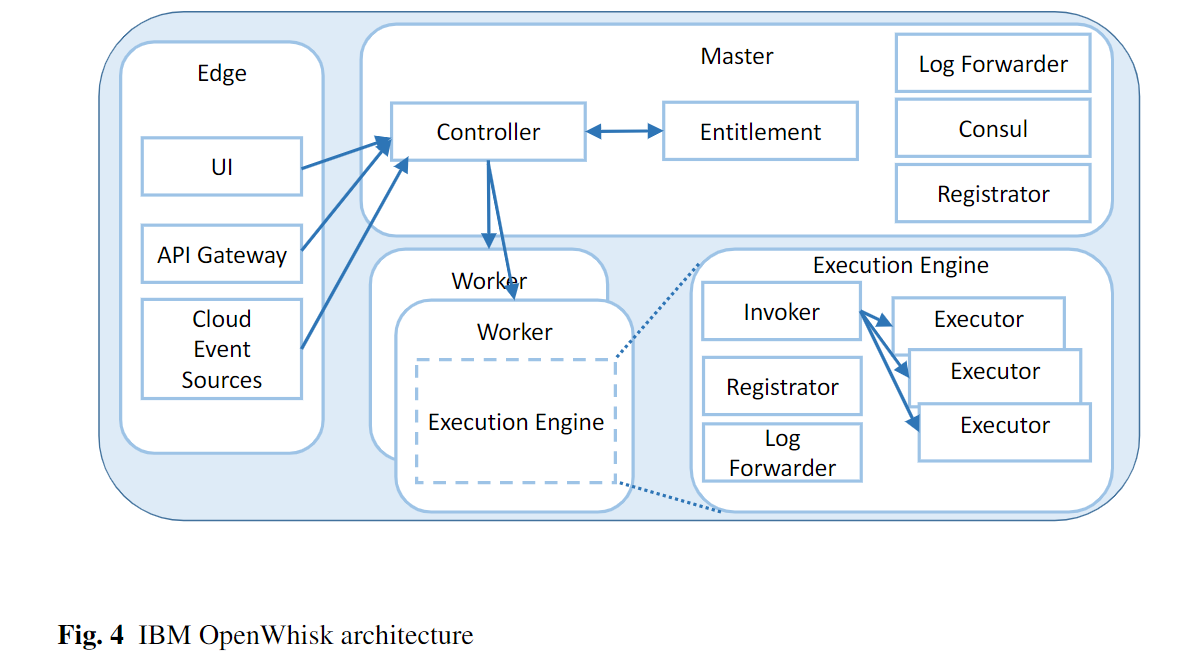 Edge
UI
API Gateway
Cloud
Event
Sources
Master
Controller
Entitlement
Log Forwarder
Consul
Registrator
Worker
Worker
Execution Engine
Execution Engine
Invoker
Registrator
Log
Forwarder
Executor
Executor
Executor
Fig. 4 IBM OpenWhisk architecture